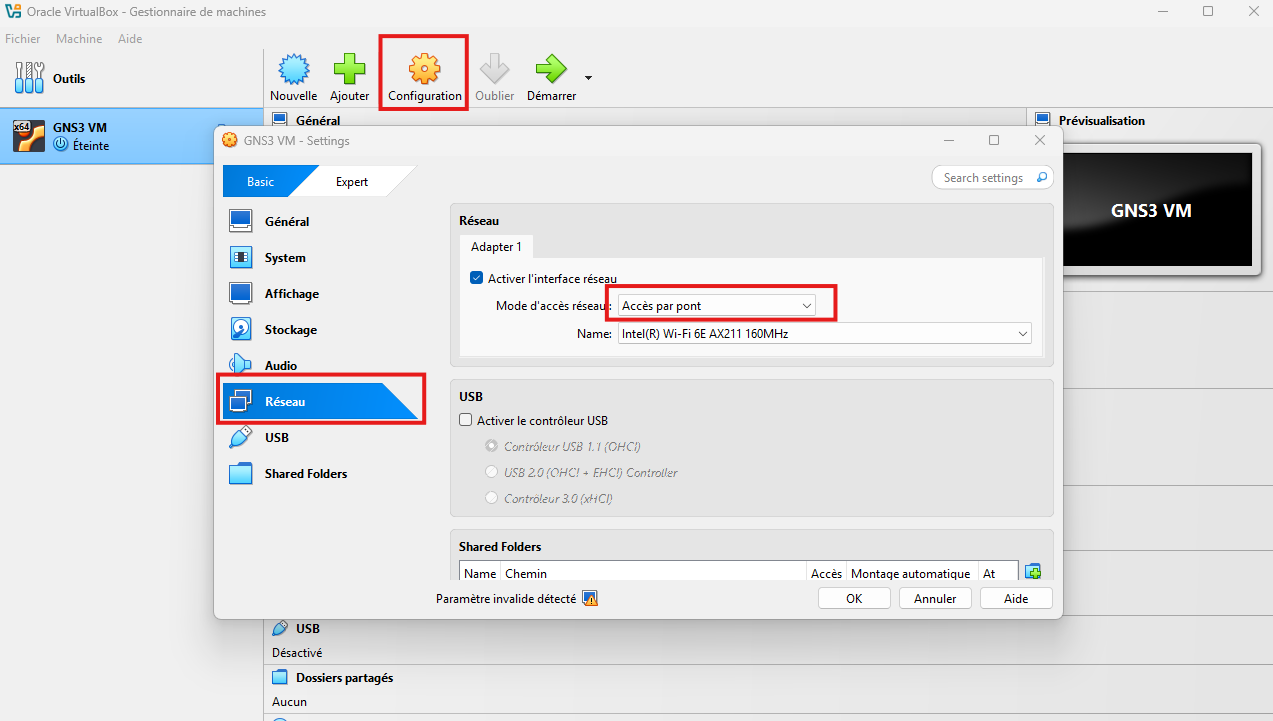 Oracle VirtualBox - Gestionnaire de machines
Fichier Machine Aide
Outils
Nouvelle Ajouter Configuration Oublier Démarrer
x64 GNS3 VM
Éteinte
Général
Prévisualisation
GNS3 VM
GNS3 VM - Settings
Basic Expert
Search settings
Général
System
Affichage
Stockage
Audio
Réseau
USB
Shared Folders
Réseau
Adapter 1
Activer l'interface réseau
Mode d'accès réseau : Accès par pont
Name: Intel(R) Wi-Fi 6E AX211 160MHz
USB
Activer le contrôleur USB
Contrôleur USB 1.1 (OHCI)
USB 2.0 (OHCI + EHCI) Controller
Contrôleur 3.0 (xHCI)
Shared Folders
Name Chemin Accès Montage automatique At
Paramètre invalide détecté
OK Annuler Aide
USB
Désactivé
Dossiers partagés
Aucun